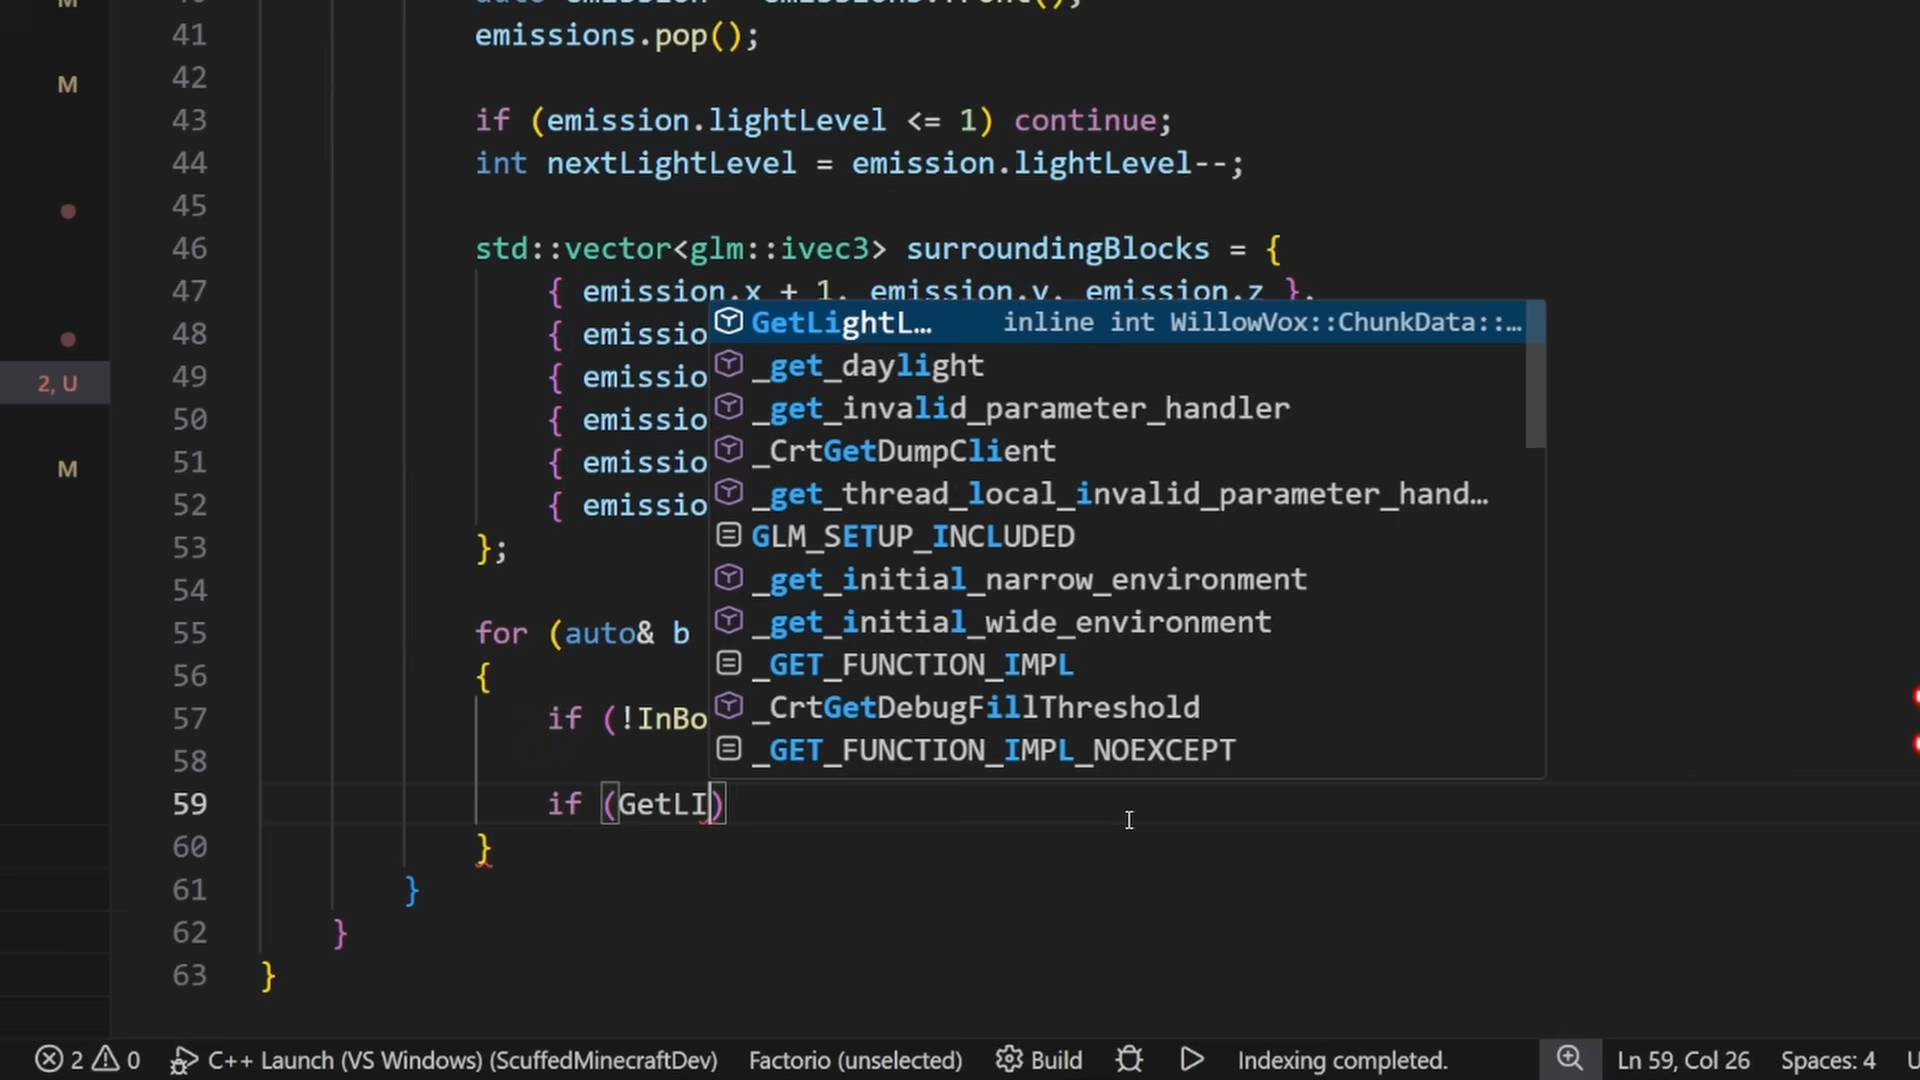 M
41 emissions.pop();
M
42
43 if (emission.lightLevel <= 1) continue;
44 int nextLightLevel = emission.lightLevel--;
45
46 std::vector<glm::ivec3> surroundingBlocks = {
47 { emission.x + 1, emission.y, emission.z },
48 { emissio
2, U
49 { emissio
50 { emissio
M
51 { emissio
52 { emissio
53 };
54
55 for (auto& b
56 {
57 if (!InBo
58
59 if (GetLI)
60 }
61 }
62 }
63 }
GetLightL… inline int WillowVox::ChunkData::…
_get_daylight
_get_invalid_parameter_handler
_CrtGetDumpClient
_get_thread_local_invalid_parameter_hand…
GLM_SETUP_INCLUDED
_get_initial_narrow_environment
_get_initial_wide_environment
_GET_FUNCTION_IMPL
_CrtGetDebugFillThreshold
_GET_FUNCTION_IMPL_NOEXCEPT
2 0 C++ Launch (VS Windows) (ScuffedMinecraftDev) Factorio (unselected) Build Indexing completed. Ln 59, Col 26 Spaces: 4